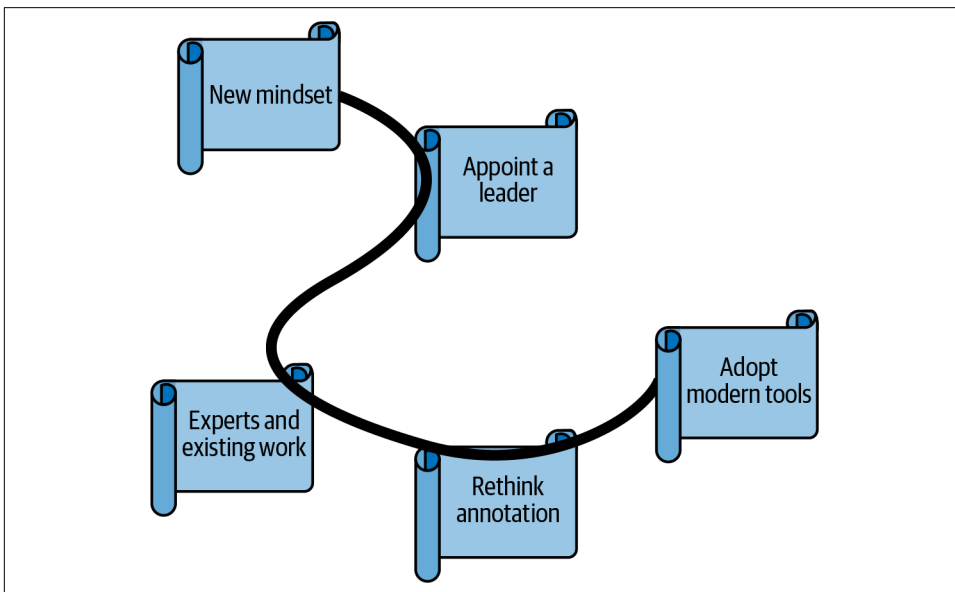 New mindset
Appoint a
leader
Experts and
existing work
Rethink
annotation
Adopt
modern tools